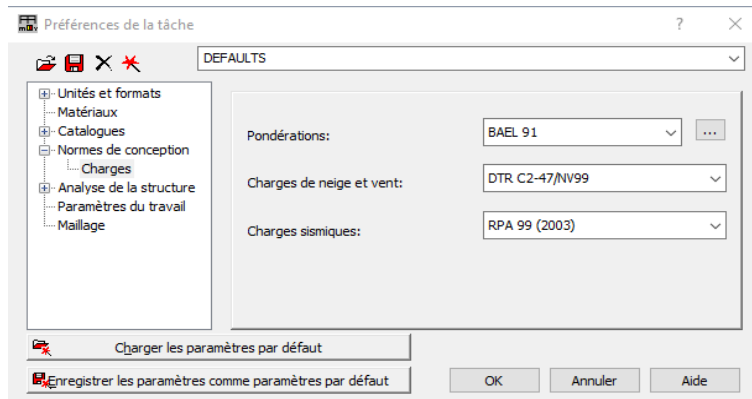 Préférences de la tâche
DEFAULTS
Unités et formats
Matériaux
Catalogues
Normes de conception
Charges
Analyse de la structure
Paramètres du travail
Maillage
Pondérations:
BAEL 91
...
Charges de neige et vent:
DTR C2-47/NV99
Charges sismiques:
RPA 99 (2003)
Charger les paramètres par défaut
Enregistrer les paramètres comme paramètres par défaut
OK
Annuler
Aide